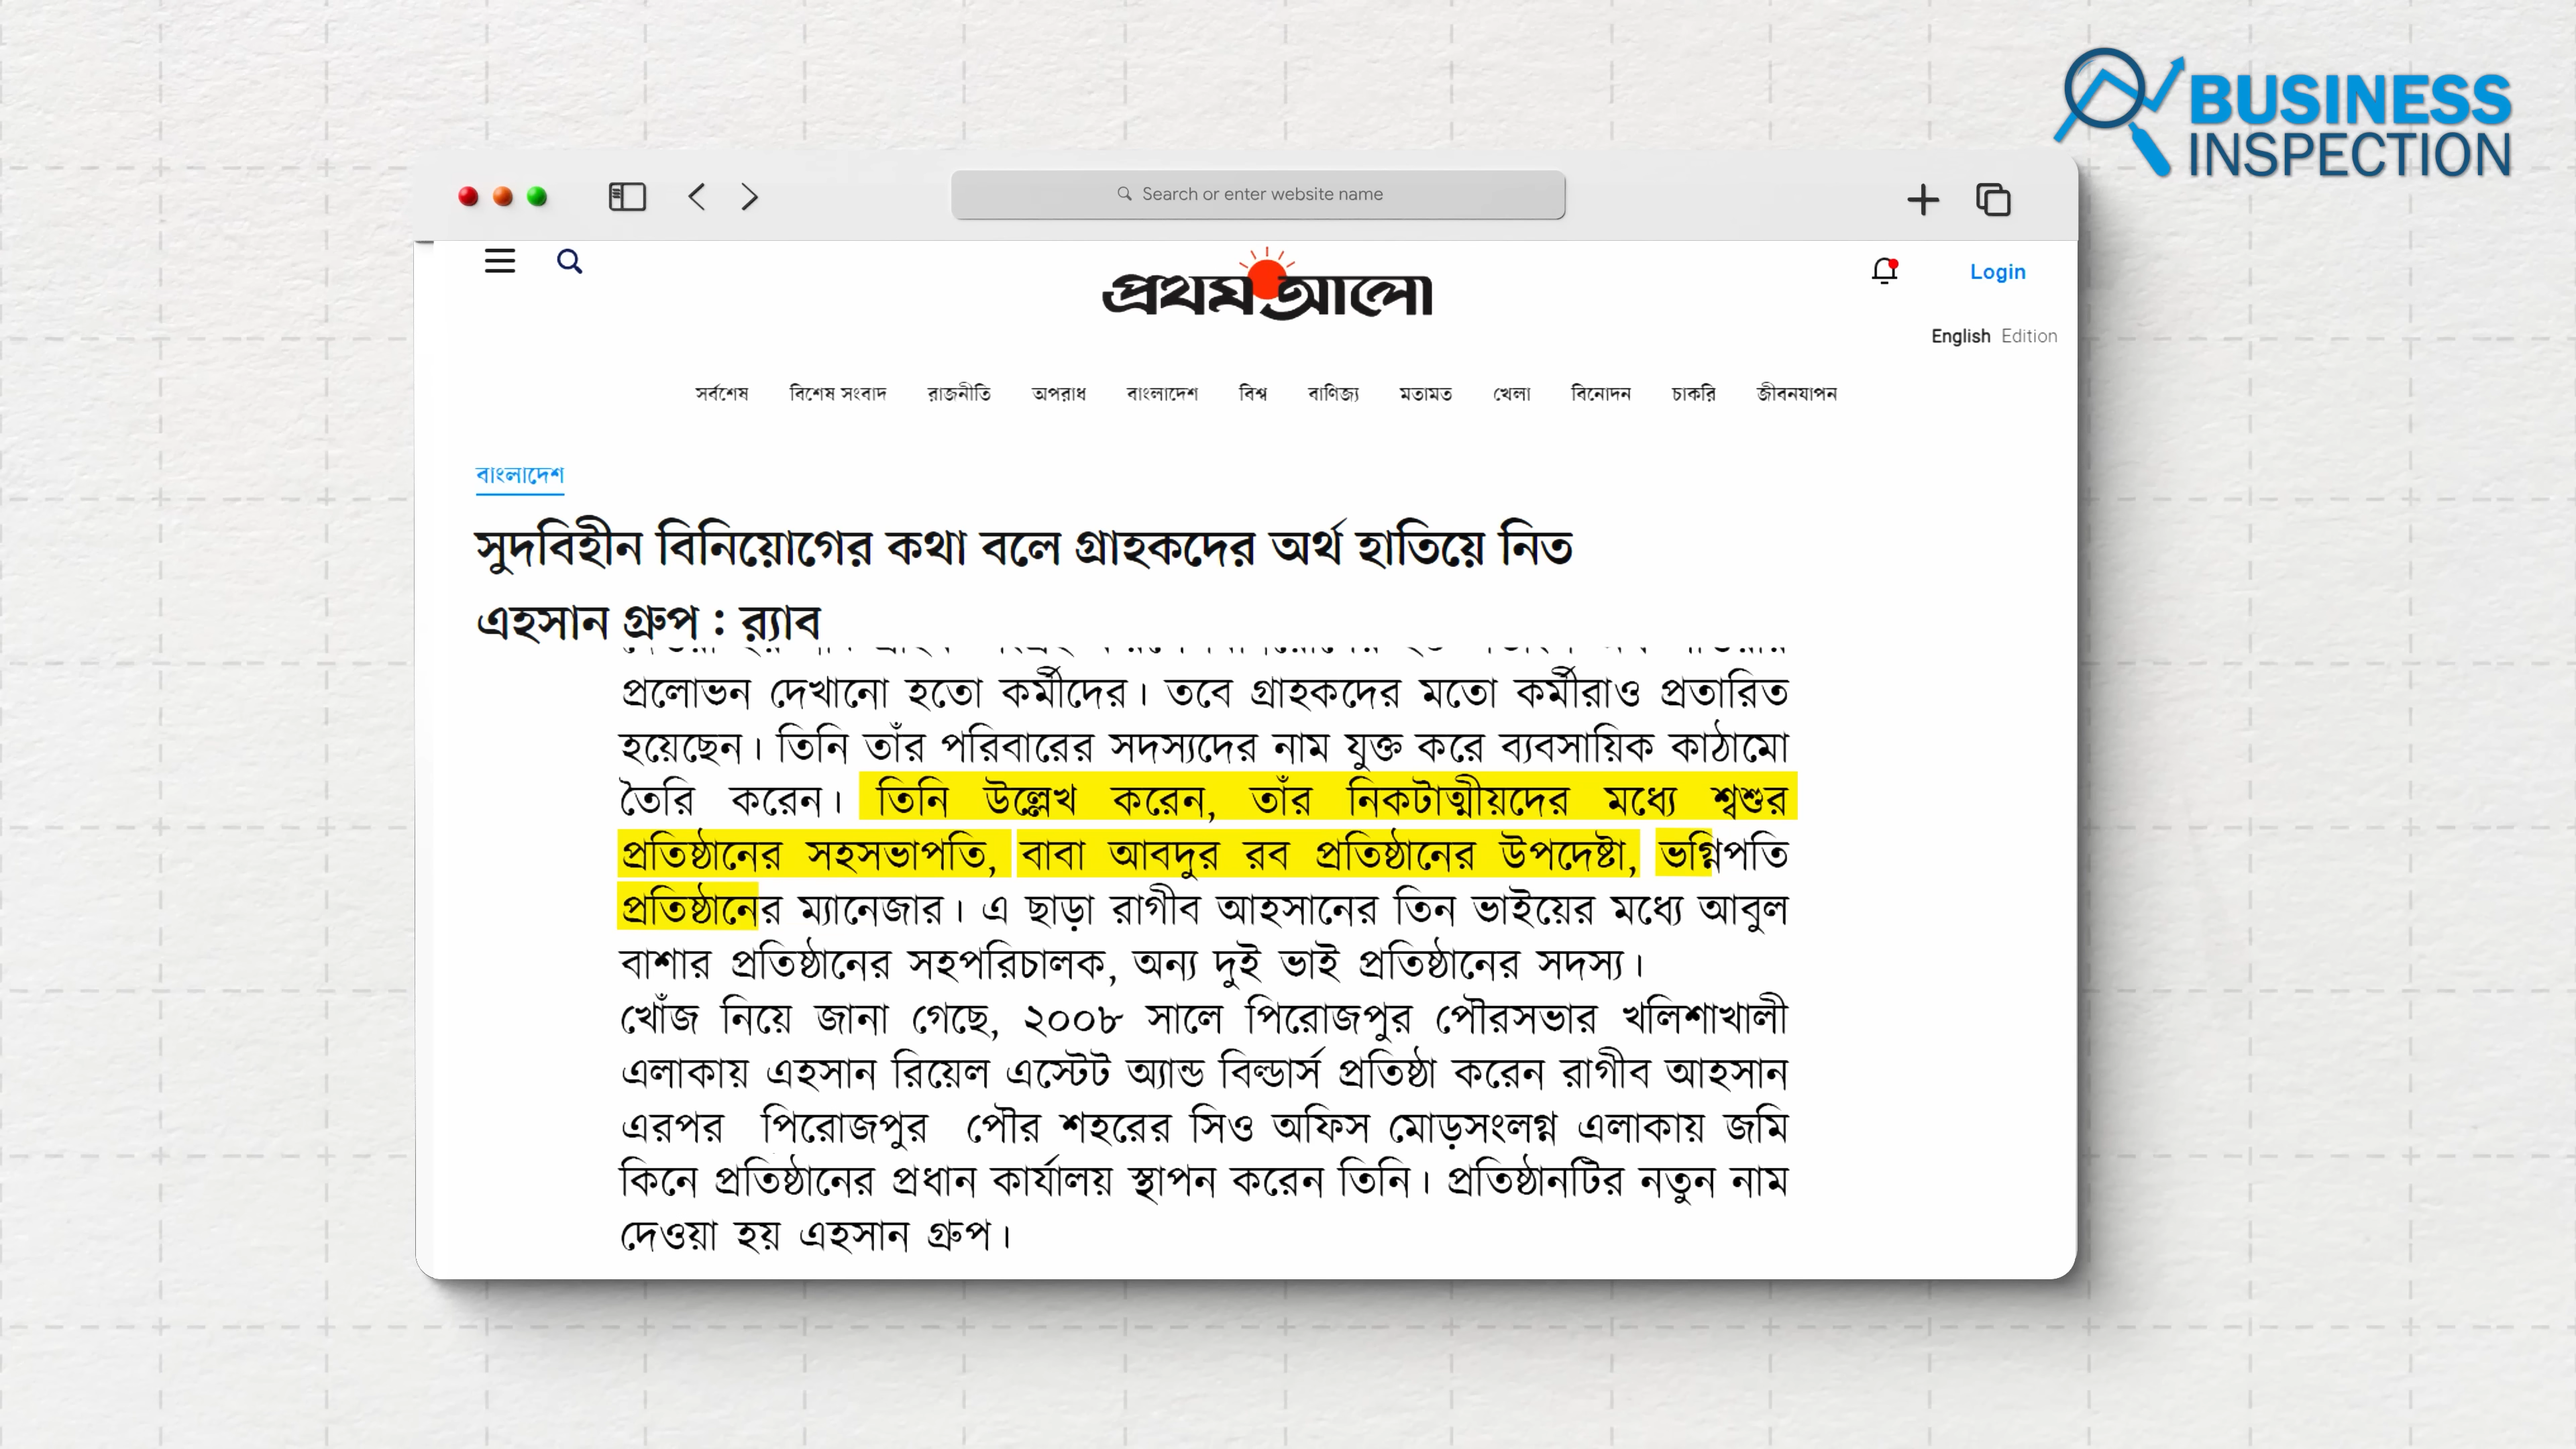 BUSINESS
INSPECTION
Search or enter website name
প্রথম আলো
Login
English Edition
সর্বশেষ বিশেষ সংবাদ রাজনীতি অপরাধ বাংলাদেশ বিশ্ব বাণিজ্য মতামত খেলা বিনোদন চাকরি জীবনযাপন
বাংলাদেশ
সুদবিহীন বিনিয়োগের কথা বলে গ্রাহকদের অর্থ হাতিয়ে নিত
এহসান গ্রুপ : র‍্যাব
প্রলোভন দেখানো হতো কর্মীদের। তবে গ্রাহকদের মতো কর্মীরাও প্রতারিত
হয়েছেন। তিনি তাঁর পরিবারের সদস্যদের নাম যুক্ত করে ব্যবসায়িক কাঠামো
তৈরি করেন। তিনি উল্লেখ করেন, তাঁর নিকটাত্মীয়দের মধ্যে শ্বশুর
প্রতিষ্ঠানের সহসভাপতি, বাবা আবদুর রব প্রতিষ্ঠানের উপদেষ্টা, ভগ্নিপতি
প্রতিষ্ঠানের ম্যানেজার। এ ছাড়া রাগীব আহসানের তিন ভাইয়ের মধ্যে আবুল
বাশার প্রতিষ্ঠানের সহপরিচালক, অন্য দুই ভাই প্রতিষ্ঠানের সদস্য।
খোঁজ নিয়ে জানা গেছে, ২০০৮ সালে পিরোজপুর পৌরসভার খলিশাখালী
এলাকায় এহসান রিয়েল এস্টেট অ্যান্ড বিল্ডার্স প্রতিষ্ঠা করেন রাগীব আহসান
এরপর পিরোজপুর পৌর শহরের সিও অফিস মোড়সংলগ্ন এলাকায় জমি
কিনে প্রতিষ্ঠানের প্রধান কার্যালয় স্থাপন করেন তিনি। প্রতিষ্ঠানটির নতুন নাম
দেওয়া হয় এহসান গ্রুপ।